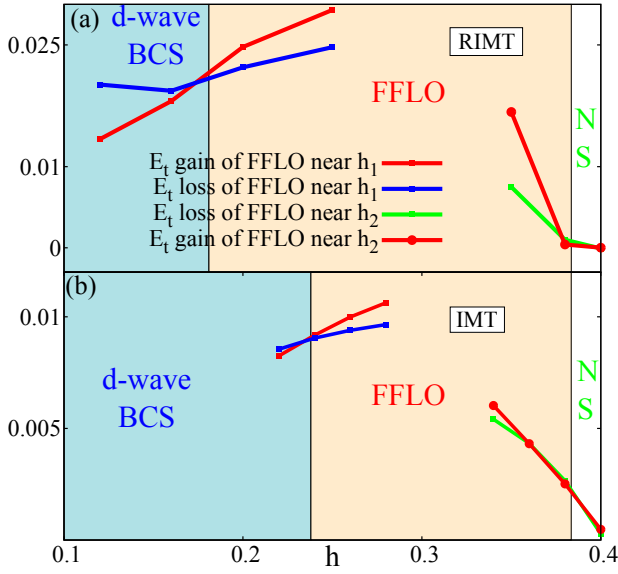 (a)
d-wave
BCS
RIMT
0.025
FFLO
N
S
0.01
E_t gain of FFLO near h_1
E_t loss of FFLO near h_1
E_t loss of FFLO near h_2
E_t gain of FFLO near h_2
0
(b)
0.01
IMT
d-wave
BCS
FFLO
N
S
0.005
0.1
0.2
h
0.3
0.4